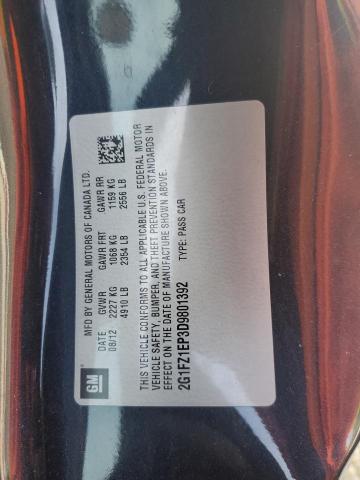 GM
MFD BY GENERAL MOTORS OF CANADA LTD.
DATE GVWR GAWR FRT GAWR RR
08/12 2227 KG 1068 KG 1159 KG
4910 LB 2354 LB 2556 LB
THIS VEHICLE CONFORMS TO ALL APPLICABLE U.S. FEDERAL MOTOR
VEHICLE SAFETY, BUMPER, AND THEFT PREVENTION STANDARDS IN
EFFECT ON THE DATE OF MANUFACTURE SHOWN ABOVE.
2G1FZ1EP3D9801392 TYPE: PASS CAR